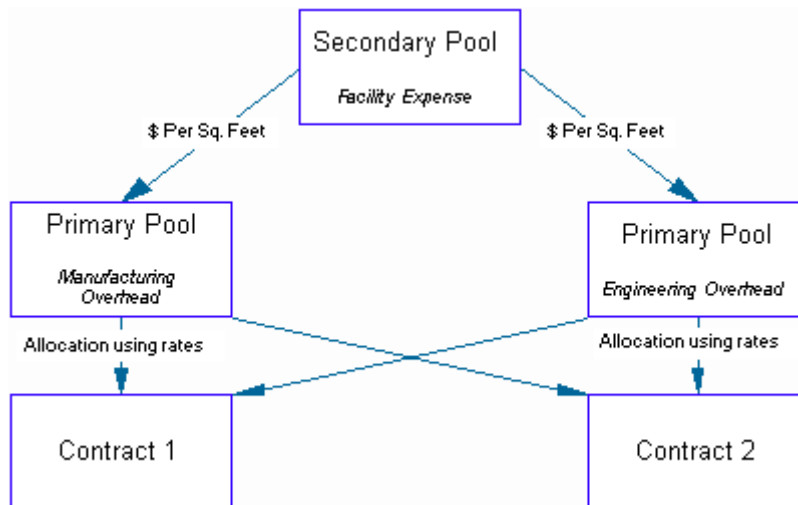 Secondary Pool
Facility Expense
$ Per Sq. Feet
$ Per Sq. Feet
Primary Pool
Manufacturing
Overhead
Primary Pool
Engineering Overhead
Allocation using rates
Allocation using rates
Contract 1
Contract 2